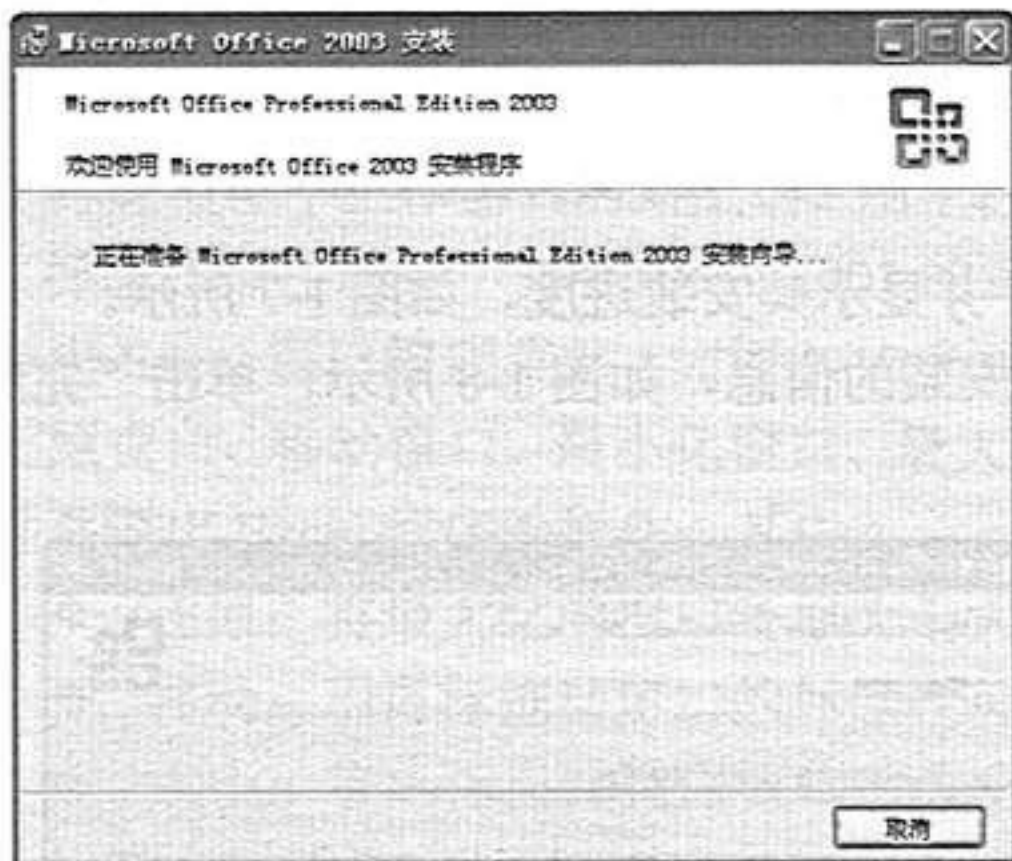 Microsoft Office 2003 安装
Microsoft Office Professional Edition 2003
欢迎使用 Microsoft Office 2003 安装程序
正在准备 Microsoft Office Professional Edition 2003 安装向导...
取消